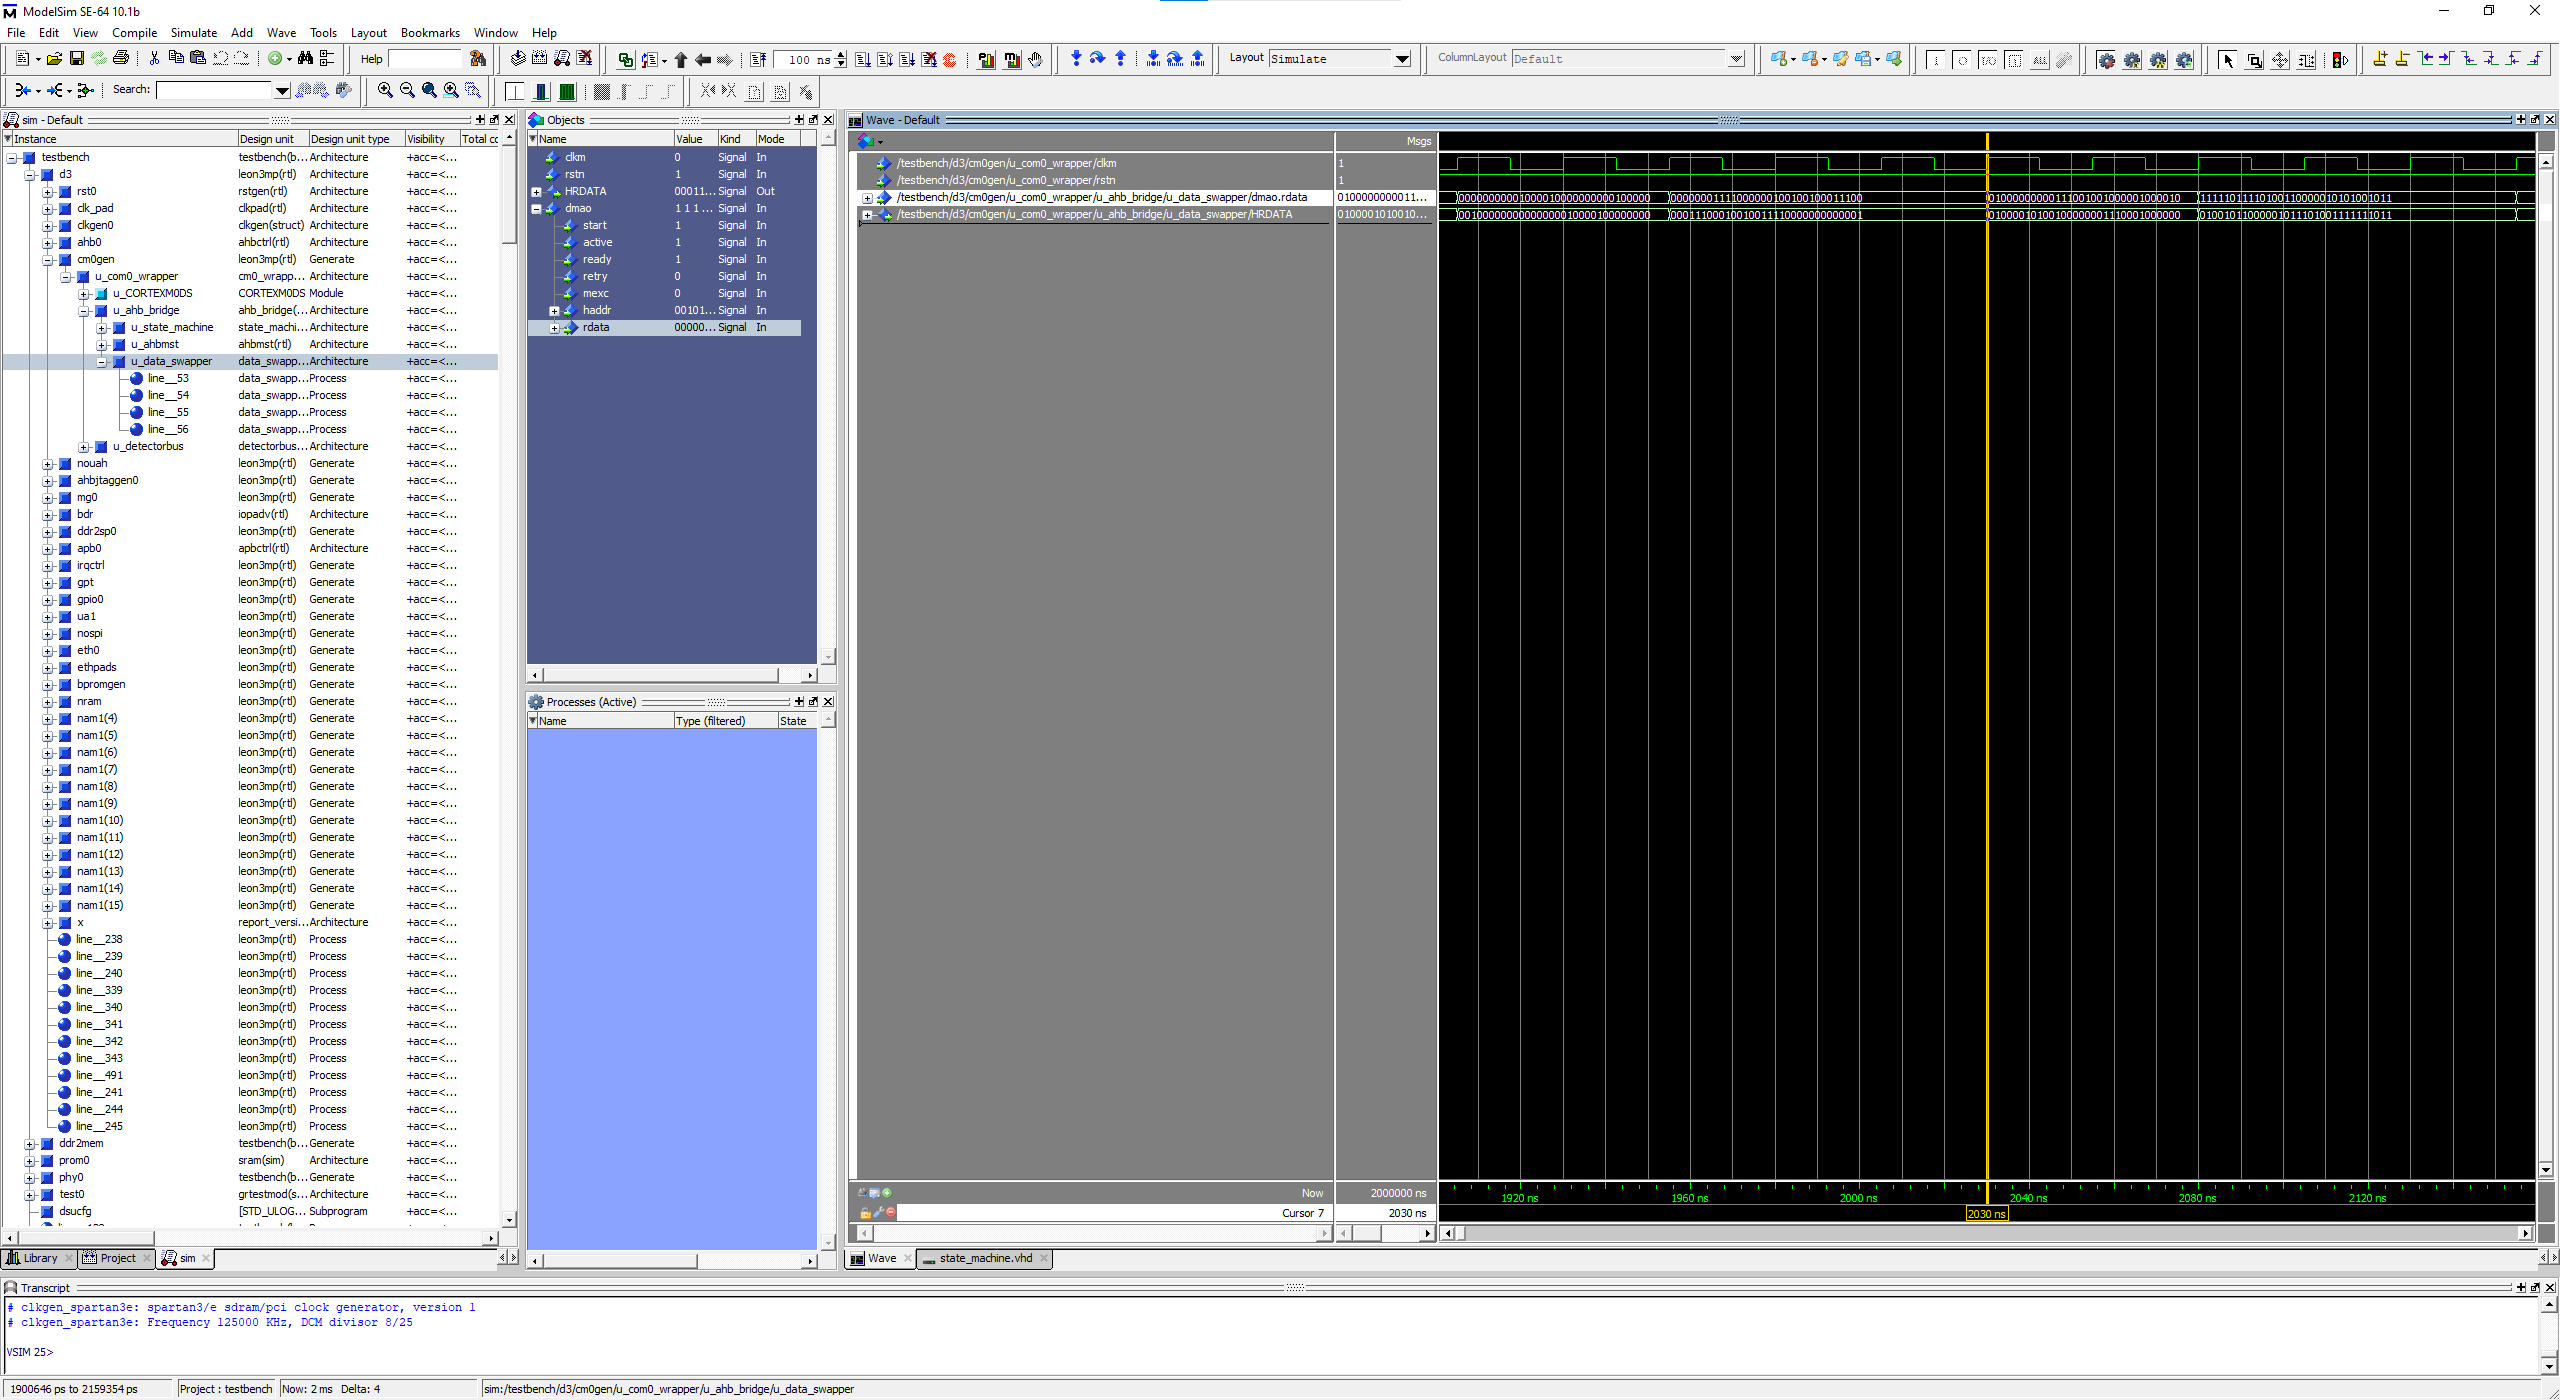 ModelSim SE-64 10.1b
File Edit View Compile Simulate Add Wave Tools Layout Bookmarks Window Help
Help
100 ns
Layout Simulate
ColumnLayout Default
Search:
sim - Default
Instance Design unit Design unit type Visibility Total cc
testbench testbench(b... Architecture +acc=<...
d3 leon3mp(rtl) Architecture +acc=<...
rst0 rstgen(rtl) Architecture +acc=<...
clk_pad clkpad(rtl) Architecture +acc=<...
clkgen0 clkgen(struct) Architecture +acc=<...
ahb0 ahbctrl(rtl) Architecture +acc=<...
cm0gen leon3mp(rtl) Generate +acc=<...
u_com0_wrapper cm0_wrapp... Architecture +acc=<...
u_CORTEXM0DS CORTEXM0DS Module +acc=<...
u_ahb_bridge ahb_bridge(... Architecture +acc=<...
u_state_machine state_machi... Architecture +acc=<...
u_ahbmst ahbmst(rtl) Architecture +acc=<...
u_data_swapper data_swapp... Architecture +acc=<...
line__53 data_swapp... Process +acc=<...
line__54 data_swapp... Process +acc=<...
line__55 data_swapp... Process +acc=<...
line__56 data_swapp... Process +acc=<...
u_detectorbus detectorbus... Architecture +acc=<...
nouah leon3mp(rtl) Generate +acc=<...
ahbjtaggen0 leon3mp(rtl) Generate +acc=<...
mg0 leon3mp(rtl) Generate +acc=<...
bdr iopadv(rtl) Architecture +acc=<...
ddr2sp0 leon3mp(rtl) Generate +acc=<...
apb0 apbctrl(rtl) Architecture +acc=<...
irqctrl leon3mp(rtl) Generate +acc=<...
gpt leon3mp(rtl) Generate +acc=<...
gpio0 leon3mp(rtl) Generate +acc=<...
ua1 leon3mp(rtl) Generate +acc=<...
nospi leon3mp(rtl) Generate +acc=<...
eth0 leon3mp(rtl) Generate +acc=<...
ethpads leon3mp(rtl) Generate +acc=<...
bpromgen leon3mp(rtl) Generate +acc=<...
nram leon3mp(rtl) Generate +acc=<...
nam1(4) leon3mp(rtl) Generate +acc=<...
nam1(5) leon3mp(rtl) Generate +acc=<...
nam1(6) leon3mp(rtl) Generate +acc=<...
nam1(7) leon3mp(rtl) Generate +acc=<...
nam1(8) leon3mp(rtl) Generate +acc=<...
nam1(9) leon3mp(rtl) Generate +acc=<...
nam1(10) leon3mp(rtl) Generate +acc=<...
nam1(11) leon3mp(rtl) Generate +acc=<...
nam1(12) leon3mp(rtl) Generate +acc=<...
nam1(13) leon3mp(rtl) Generate +acc=<...
nam1(14) leon3mp(rtl) Generate +acc=<...
nam1(15) leon3mp(rtl) Generate +acc=<...
x report_versi... Architecture +acc=<...
line__238 leon3mp(rtl) Process +acc=<...
line__239 leon3mp(rtl) Process +acc=<...
line__240 leon3mp(rtl) Process +acc=<...
line__339 leon3mp(rtl) Process +acc=<...
line__340 leon3mp(rtl) Process +acc=<...
line__341 leon3mp(rtl) Process +acc=<...
line__342 leon3mp(rtl) Process +acc=<...
line__343 leon3mp(rtl) Process +acc=<...
line__491 leon3mp(rtl) Process +acc=<...
line__241 leon3mp(rtl) Process +acc=<...
line__244 leon3mp(rtl) Process +acc=<...
line__245 leon3mp(rtl) Process +acc=<...
ddr2mem testbench(b... Generate +acc=<...
prom0 sram(sim) Architecture +acc=<...
phy0 testbench(b... Generate +acc=<...
test0 grtestmod(s... Architecture +acc=<...
dsucfg [STD_ULOG... Subprogram +acc=<...
Library Project sim
Objects
Name Value Kind Mode
clkm 0 Signal In
rstn 1 Signal In
HRDATA 00011... Signal Out
dmao 1 1 1 ... Signal In
start 1 Signal In
active 1 Signal In
ready 1 Signal In
retry 0 Signal In
mexc 0 Signal In
haddr 00101... Signal In
rdata 00000... Signal In
Processes (Active)
Name Type (filtered) State
Wave - Default
Msgs
/testbench/d3/cm0gen/u_com0_wrapper/clkm 1
/testbench/d3/cm0gen/u_com0_wrapper/rstn 1
/testbench/d3/cm0gen/u_com0_wrapper/u_ahb_bridge/u_data_swapper/dmao.rdata 0100000000011...
/testbench/d3/cm0gen/u_com0_wrapper/u_ahb_bridge/u_data_swapper/HRDATA 0100001010010...
Now 2000000 ns
Cursor 7 2030 ns
1920 ns 1960 ns 2000 ns 2040 ns 2080 ns 2120 ns
2030 ns
Wave state_machine.vhd
Transcript
# clkgen_spartan3e: spartan3/e sdram/pci clock generator, version 1
# clkgen_spartan3e: Frequency 125000 KHz, DCM divisor 8/25
VSIM 25>
1900646 ps to 2159354 ps Project : testbench Now: 2 ms Delta: 4 sim:/testbench/d3/cm0gen/u_com0_wrapper/u_ahb_bridge/u_data_swapper